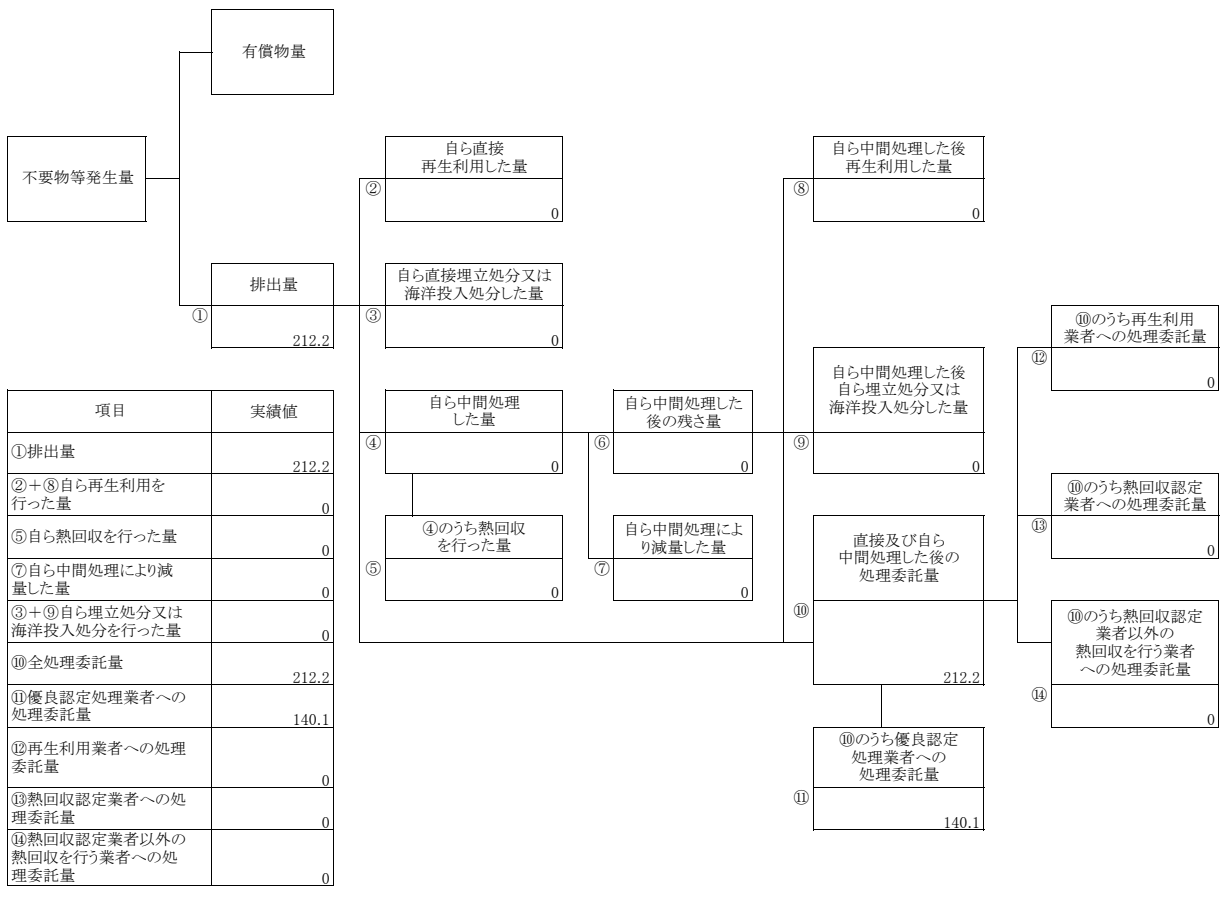 有償物量
不要物等発生量
排出量
①
212.2
自ら直接
再生利用した量
②
0
自ら直接埋立処分又は
海洋投入処分した量
③
0
自ら中間処理
した量
④
0
④のうち熱回収
を行った量
⑤
0
自ら中間処理した
後の残さ量
⑥
0
自ら中間処理によ
り減量した量
⑦
0
自ら中間処理した後
再生利用した量
⑧
0
自ら中間処理した後
自ら埋立処分又は
海洋投入処分した量
⑨
0
直接及び自ら
中間処理した後の
処理委託量
⑩
212.2
⑩のうち優良認定
処理業者への
処理委託量
⑪
140.1
⑩のうち再生利用
業者への処理委託量
⑫
0
⑩のうち熱回収認定
業者への処理委託量
⑬
0
⑩のうち熱回収認定
業者以外の
熱回収を行う業者
への処理委託量
⑭
0
項目 実績値
①排出量
212.2
②+⑧自ら再生利用を
行った量
0
⑤自ら熱回収を行った量
0
⑦自ら中間処理により減
量した量
0
③+⑨自ら埋立処分又は
海洋投入処分を行った量
0
⑩全処理委託量
212.2
⑪優良認定処理業者への
処理委託量
140.1
⑫再生利用業者への処理
委託量
0
⑬熱回収認定業者への処
理委託量
0
⑭熱回収認定業者以外の
熱回収を行う業者への処
理委託量
0